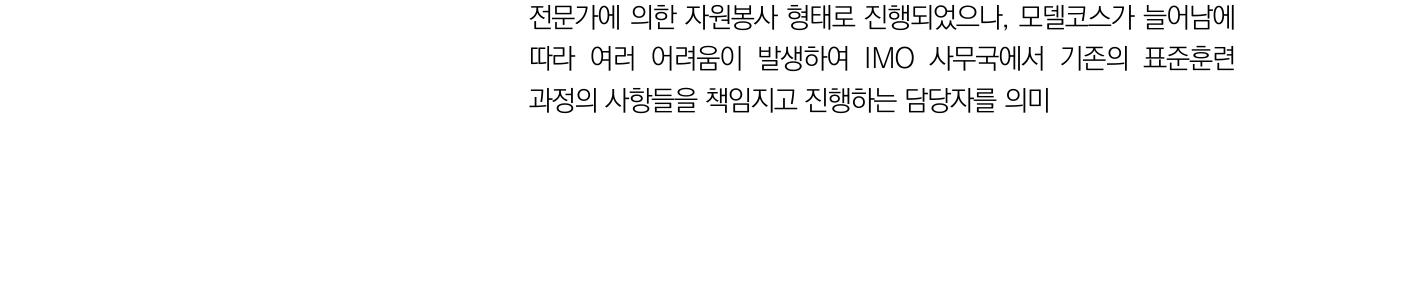 전문가에 의한 자원봉사 형태로 진행되었으나, 모델코스가 늘어남에
따라 여러 어려움이 발생하여 IMO 사무국에서 기존의 표준훈련
과정의 사항들을 책임지고 진행하는 담당자를 의미